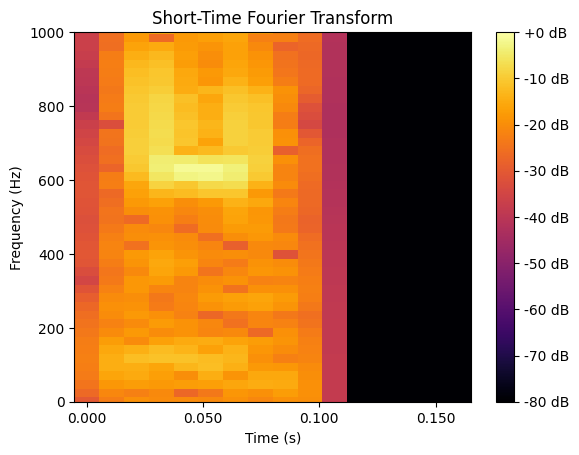 Short-Time Fourier Transform
1000
800
600
400
200
0
Frequency (Hz)
0.000
0.050
0.100
0.150
Time (s)
+0 dB
-10 dB
-20 dB
-30 dB
-40 dB
-50 dB
-60 dB
-70 dB
-80 dB